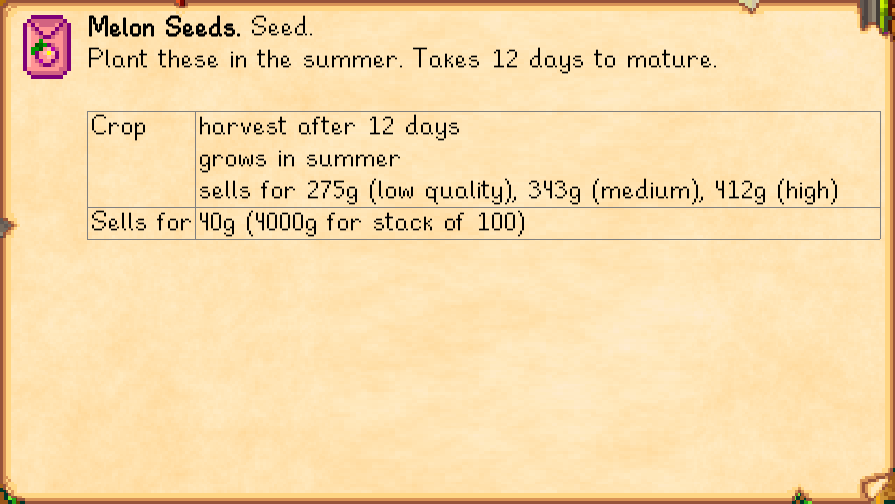 Melon Seeds. Seed.
Plant these in the summer. Takes 12 days to mature.
Crop harvest after 12 days
grows in summer
sells for 275g (low quality), 343g (medium), 412g (high)
Sells for 40g (4000g for stack of 100)